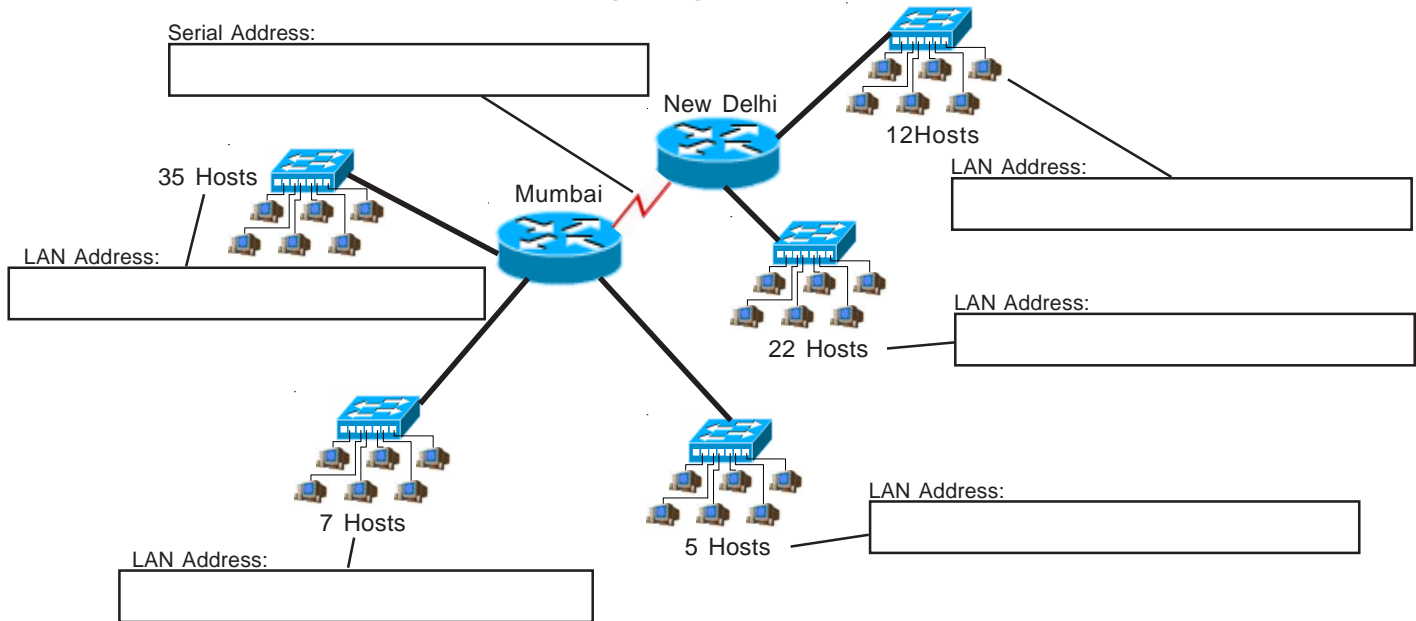 Serial Address:
New Delhi
12Hosts
LAN Address:
35 Hosts
Mumbai
LAN Address:
LAN Address:
22 Hosts
7 Hosts
LAN Address:
5 Hosts
LAN Address: